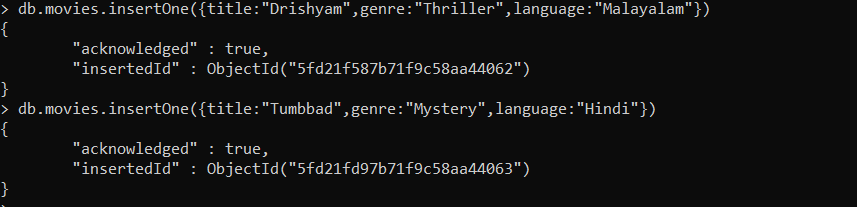 > db.movies.insertOne({title:"Drishyam",genre:"Thriller",language:"Malayalam"})
{
        "acknowledged" : true,
        "insertedId" : ObjectId("5fd21f587b71f9c58aa44062")
}
> db.movies.insertOne({title:"Tumbbad",genre:"Mystery",language:"Hindi"})
{
        "acknowledged" : true,
        "insertedId" : ObjectId("5fd21fd97b71f9c58aa44063")
}